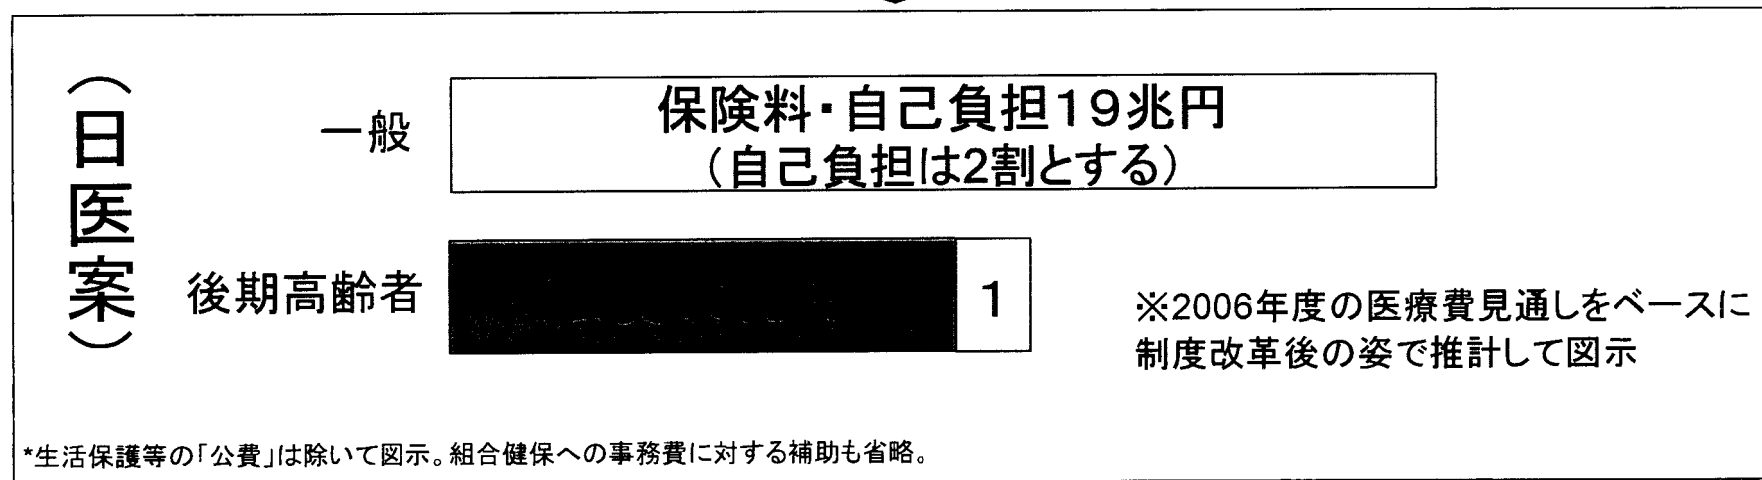 （日医案）
一般
保険料・自己負担19兆円
（自己負担は2割とする）
後期高齢者
1
※2006年度の医療費見通しをベースに
制度改革後の姿で推計して図示
*生活保護等の「公費」は除いて図示。組合健保への事務費に対する補助も省略。